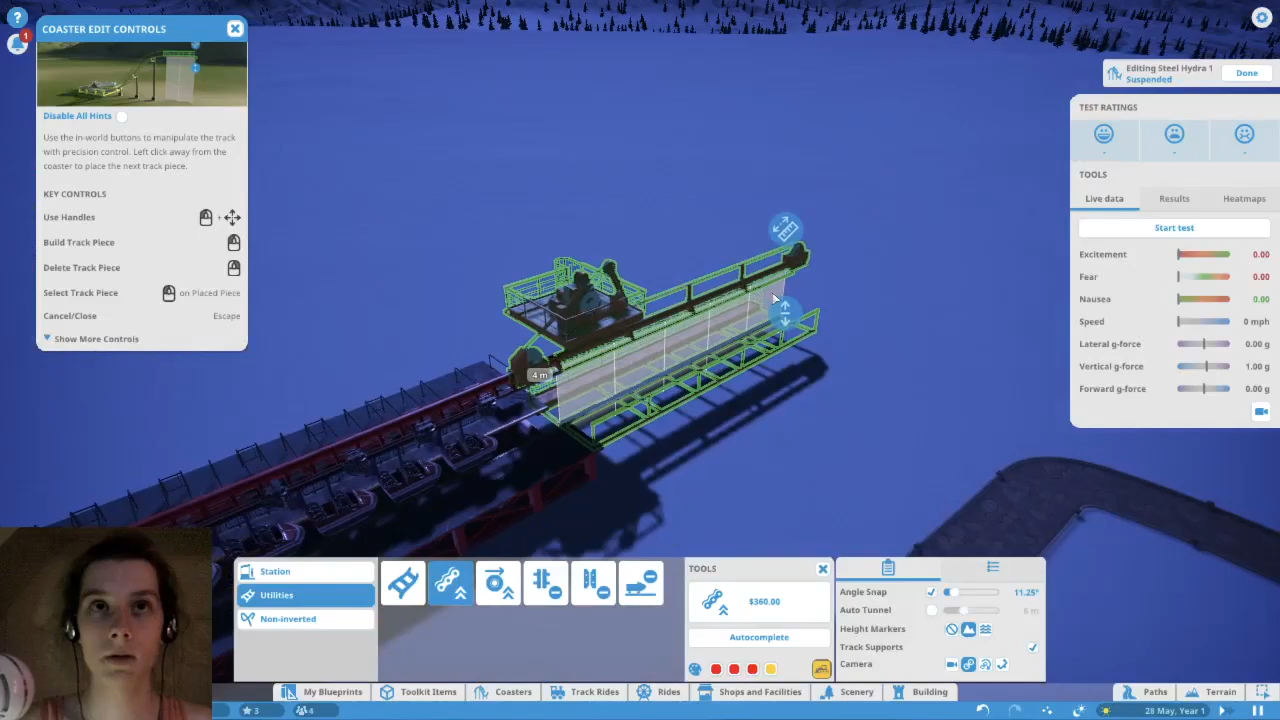 COASTER EDIT CONTROLS
?
1
Disable All Hints
Use the in-world buttons to manipulate the track
with precision control. Left click away from the
coaster to place the next track piece.
KEY CONTROLS
Use Handles
+
Build Track Piece
Delete Track Piece
Select Track Piece
on Placed Piece
Cancel/Close
Escape
Show More Controls
Editing Steel Hydra 1
Suspended
Done
TEST RATINGS
-
-
-
TOOLS
Live data
Results
Heatmaps
Start test
Excitement
0.00
Fear
0.00
Nausea
0.00
Speed
0 mph
Lateral g-force
0.00 g
Vertical g-force
1.00 g
Forward g-force
0.00 g
4 m
Station
Utilities
Non-inverted
TOOLS
$360.00
Autocomplete
Angle Snap
11.25°
Auto Tunnel
6 m
Height Markers
Track Supports
Camera
My Blueprints
Toolkit Items
Coasters
Track Rides
Rides
Shops and Facilities
Scenery
Building
Paths
Terrain
3
4
28 May, Year 1